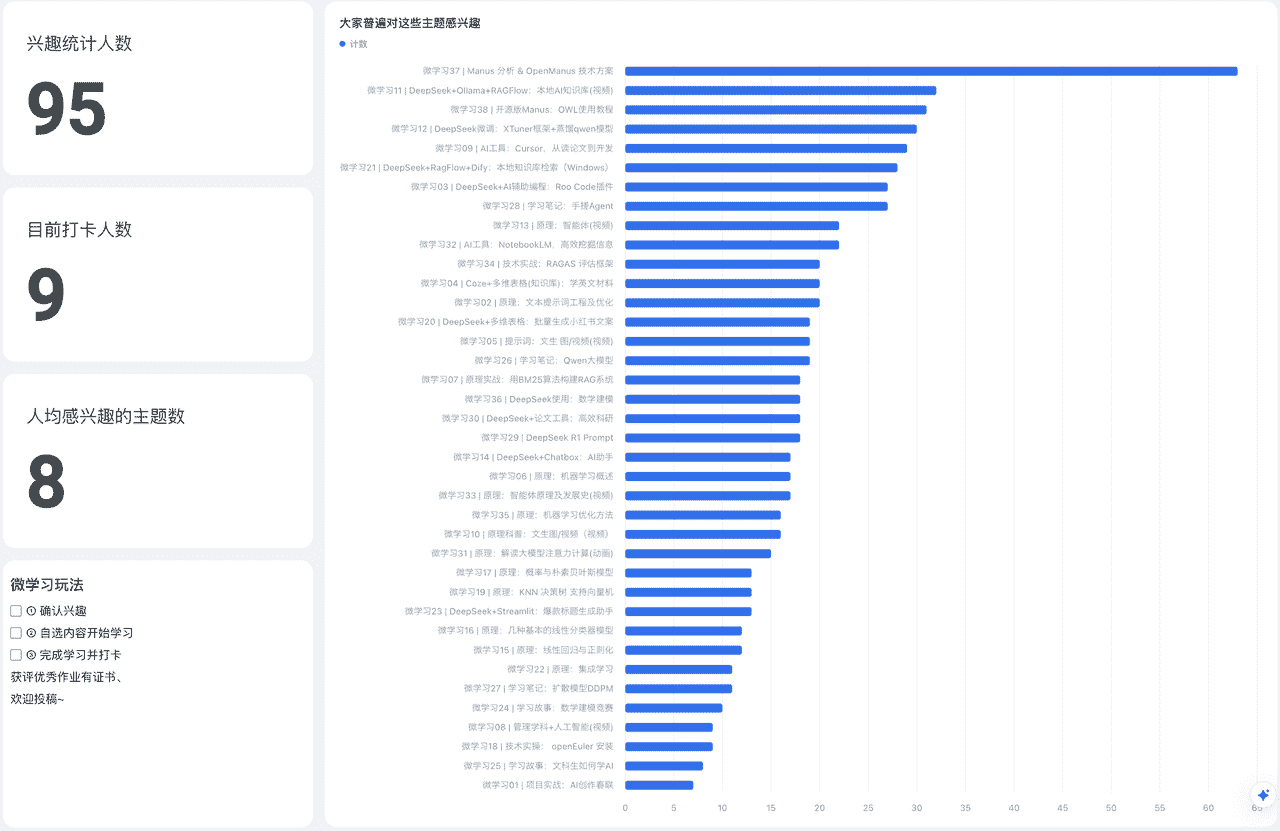 兴趣统计人数
95
目前打卡人数
9
人均感兴趣的主题数
8
微学习玩法
① 确认兴趣
② 自选内容开始学习
③ 完成学习并打卡
获评优秀作业有证书、
欢迎投稿~
大家普遍对这些主题感兴趣
计数
微学习37 | Manus 分析 & OpenManus 技术方案
微学习11 | DeepSeek+Ollama+RAGFlow：本地AI知识库(视频)
微学习38 | 开源版Manus：OWL使用教程
微学习12 | DeepSeek微调：XTuner框架+蒸馏qwen模型
微学习09 | AI工具：Cursor、从读论文到开发
微学习21 | DeepSeek+RagFlow+Dify：本地知识库检索（Windows）
微学习03 | DeepSeek+AI辅助编程：Roo Code插件
微学习28 | 学习笔记：手搓Agent
微学习13 | 原理：智能体(视频)
微学习32 | AI工具：NotebookLM、高效挖掘信息
微学习34 | 技术实战：RAGAS 评估框架
微学习04 | Coze+多维表格(知识库)：学英文材料
微学习02 | 原理：文本提示词工程及优化
微学习20 | DeepSeek+多维表格：批量生成小红书文案
微学习05 | 提示词：文生 图/视频(视频)
微学习26 | 学习笔记：Qwen大模型
微学习07 | 原理实战：用BM25算法构建RAG系统
微学习36 | DeepSeek使用：数学建模
微学习30 | DeepSeek+论文工具：高效科研
微学习29 | DeepSeek R1 Prompt
微学习14 | DeepSeek+Chatbox：AI助手
微学习06 | 原理：机器学习概述
微学习33 | 原理：智能体原理及发展史(视频)
微学习35 | 原理：机器学习优化方法
微学习10 | 原理科普：文生图/视频（视频）
微学习31 | 原理：解读大模型注意力计算(动画)
微学习17 | 原理：概率与朴素贝叶斯模型
微学习19 | 原理：KNN 决策树 支持向量机
微学习23 | DeepSeek+Streamlit：爆款标题生成助手
微学习16 | 原理：几种基本的线性分类器模型
微学习15 | 原理：线性回归与正则化
微学习22 | 原理：集成学习
微学习27 | 学习笔记：扩散模型DDPM
微学习24 | 学习故事：数学建模竞赛
微学习08 | 管理学科+人工智能(视频)
微学习18 | 技术实操： openEuler 安装
微学习25 | 学习故事：文科生如何学AI
微学习01 | 项目实战：AI创作春联
0 5 10 15 20 25 30 35 40 45 50 55 60 65